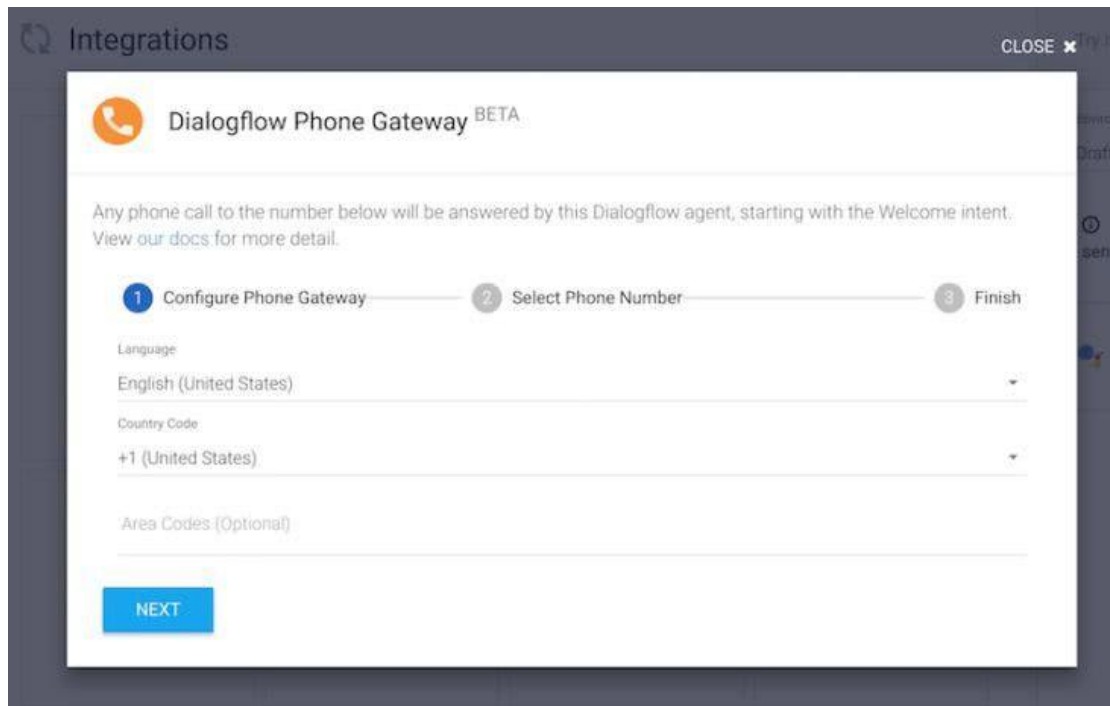 Integrations
CLOSE ✖
Dialogflow Phone Gateway BETA
Any phone call to the number below will be answered by this Dialogflow agent, starting with the Welcome intent.
View our docs for more detail.
1 Configure Phone Gateway 2 Select Phone Number 3 Finish
Language
English (United States)
Country Code
+1 (United States)
Area Codes (Optional)
NEXT